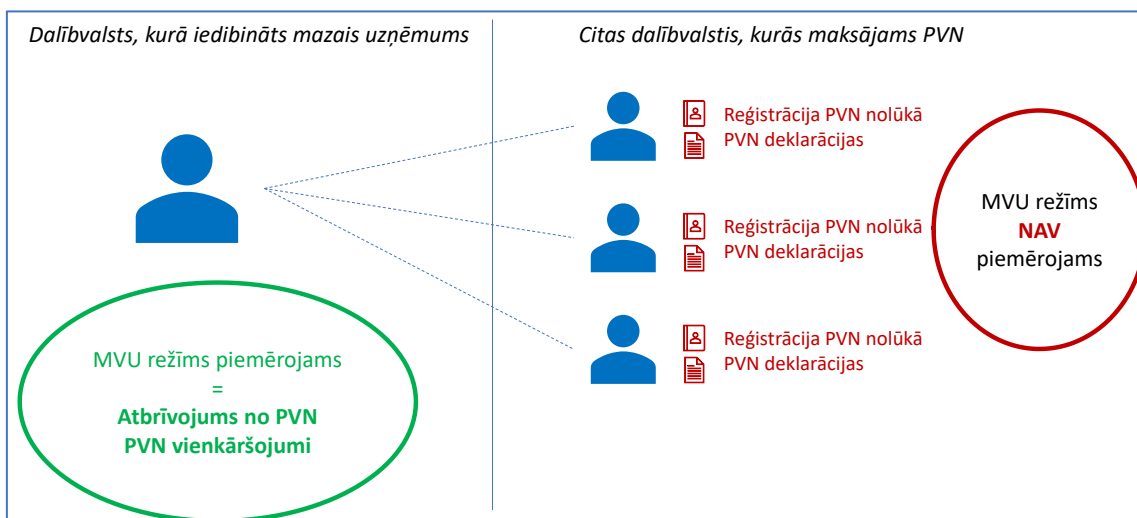 Dalībvalsts, kurā iedibināts mazais uzņēmums
MVU režīms piemērojams
=
Atbrīvojums no PVN
PVN vienkāršojumi
Citas dalībvalstis, kurās maksājams PVN
Reģistrācija PVN nolūkā
PVN deklarācijas
Reģistrācija PVN nolūkā
PVN deklarācijas
Reģistrācija PVN nolūkā
PVN deklarācijas
MVU režīms
NAV
piemērojams